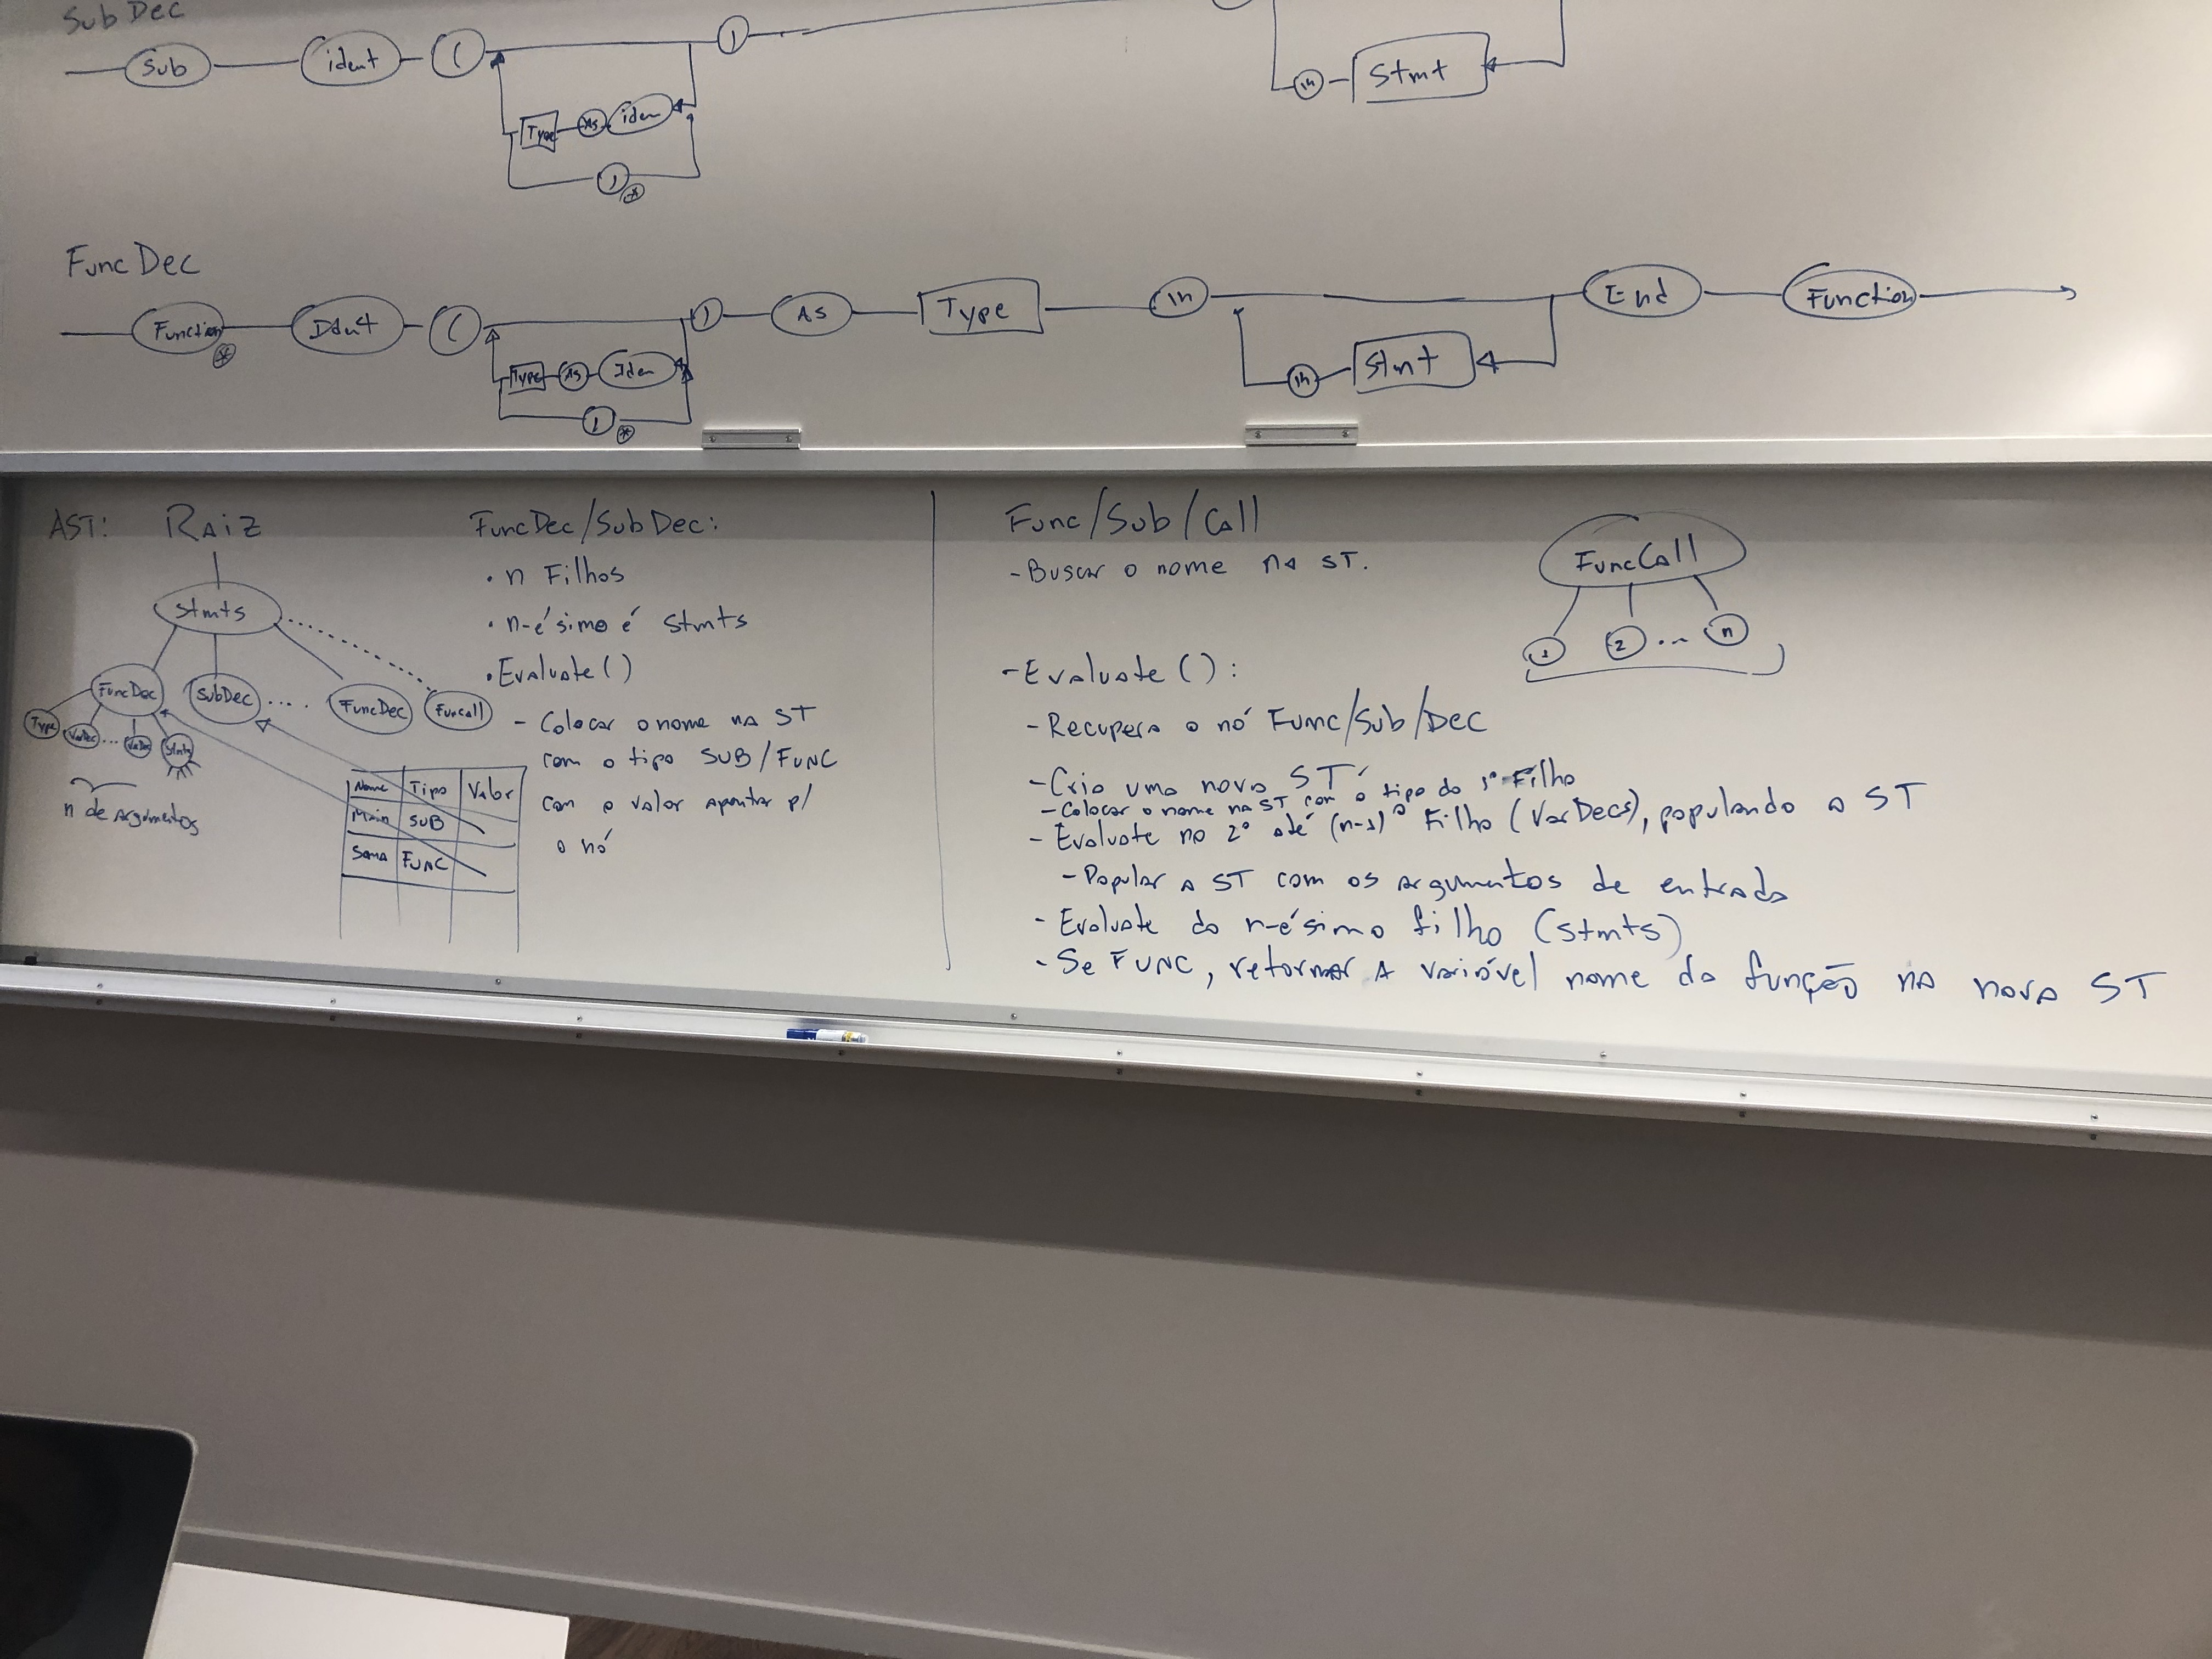 SubDec
Sub ident ( )
Type As iden
,
\n Stmt
FuncDec
Function Ident ( ) As Type \n End Function
Type As Iden
,
\n Stmt
AST: RAIZ
Stmts
FuncDec SubDec .... FuncDec Funcall
Type VarDec ... VarDec Stmts
n de argumentos
Nome Tipo Valor
Main SUB
Soma FUNC
FuncDec/SubDec:
• n Filhos
• n-ésimo é Stmts
• Evaluate()
- Colocar o nome na ST
com o tipo SUB/FUNC
com o valor apontar p/
o nó
Func/Sub/Call
- Buscar o nome na ST.
FuncCall
1 2 ... n
- Evaluate():
- Recupera o nó Func/Sub/Dec
- Cria uma nova ST
- Colocar o nome na ST com o tipo do 1º Filho
- Evaluate no 2º até (n-1)º Filho (VarDecs), populando a ST
- Popular a ST com os argumentos de entrada
- Evaluate do n-ésimo filho (stmts)
- Se FUNC, retornar A variável nome da função na nova ST